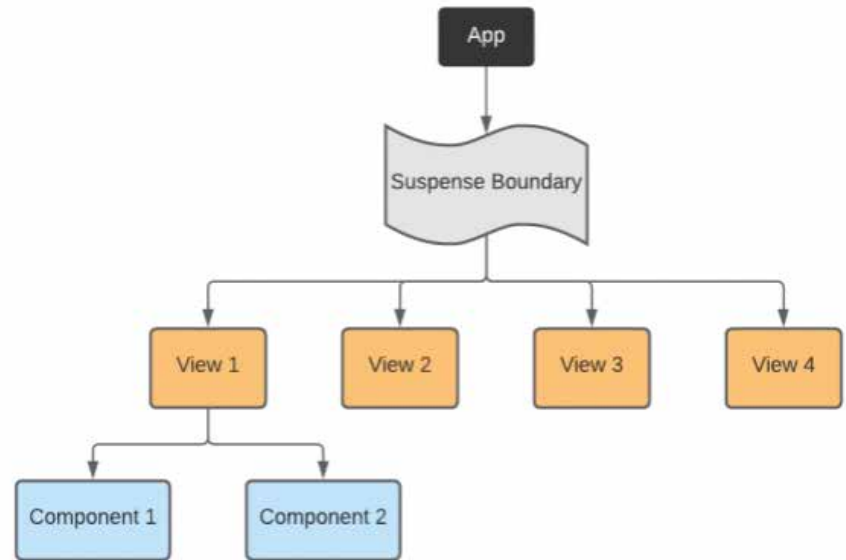 App
Suspense Boundary
View 1
View 2
View 3
View 4
Component 1
Component 2